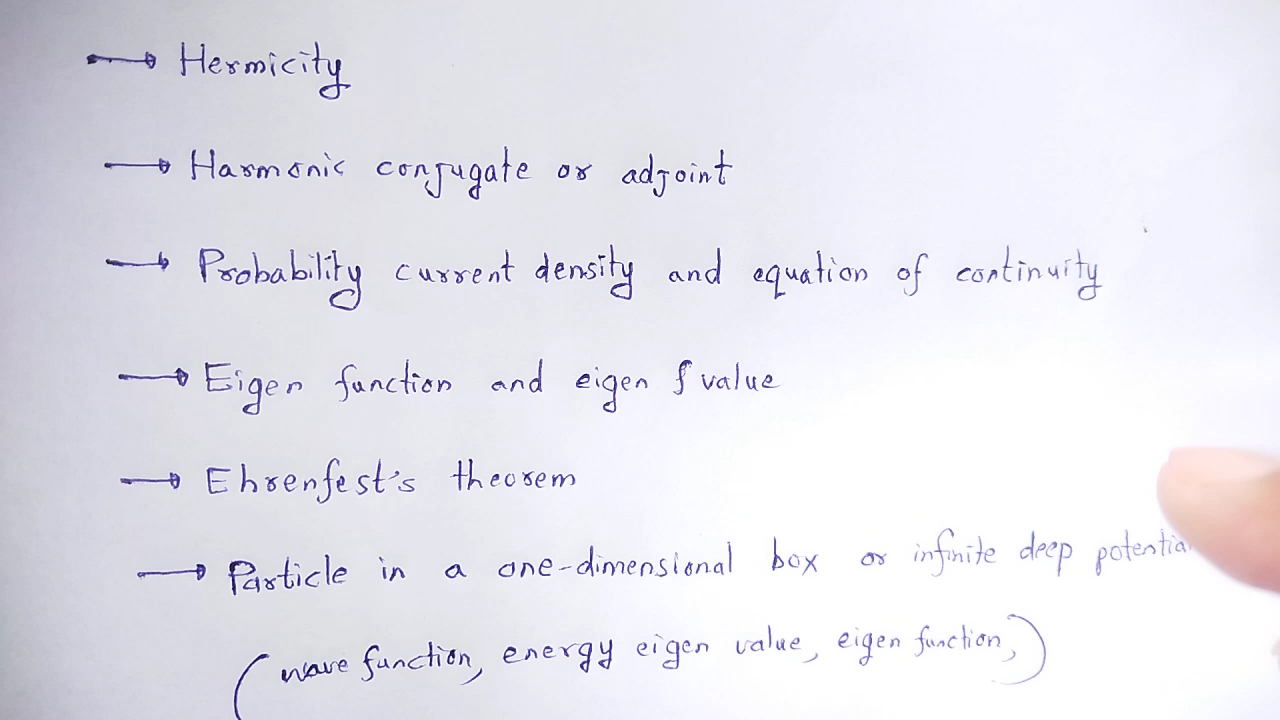 → Hermicity
→ Harmonic conjugate or adjoint
→ Probability current density and equation of continuity
→ Eigen function and eigen value
→ Ehrenfest's theorem
→ Particle in a one-dimensional box or infinite deep potential
(wave function, energy eigen value, eigen function,)